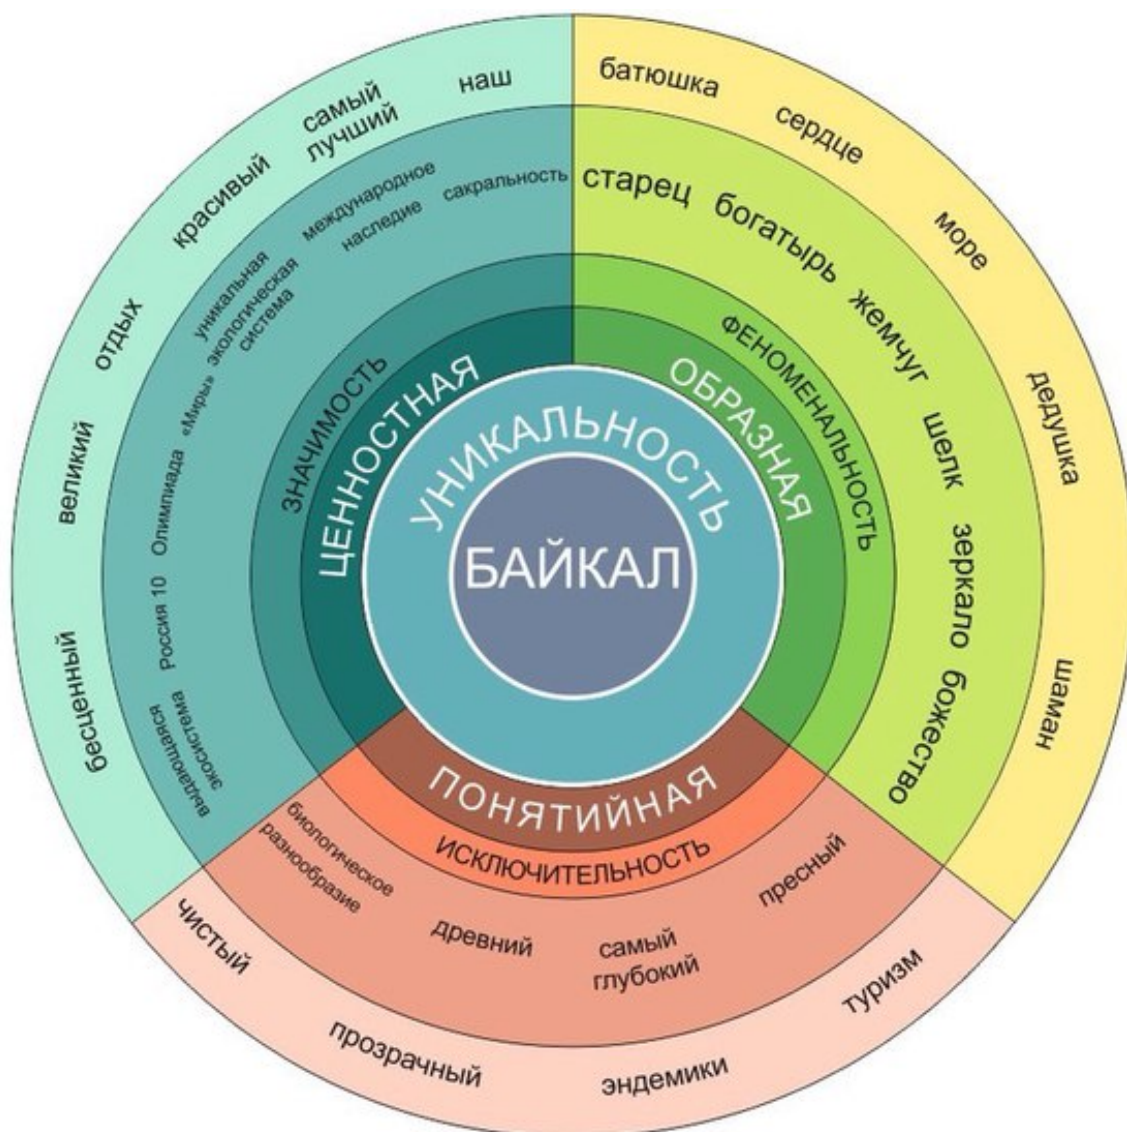 БАЙКАЛ
УНИКАЛЬНОСТЬ
ЦЕННОСТНАЯ
ЗНАЧИМОСТЬ
сакральность
международное
наследие
уникальная
экологическая
система
«Миры»
Олимпиада
Россия 10
выдающаяся
экосистема
наш
самый
лучший
красивый
отдых
великий
бесценный
ОБРАЗНАЯ
ФЕНОМЕНАЛЬНОСТЬ
старец
богатырь
жемчуг
шелк
зеркало
божество
батюшка
сердце
море
дедушка
шаман
ПОНЯТИЙНАЯ
ИСКЛЮЧИТЕЛЬНОСТЬ
биологическое
разнообразие
древний
самый
глубокий
пресный
чистый
прозрачный
эндемики
туризм